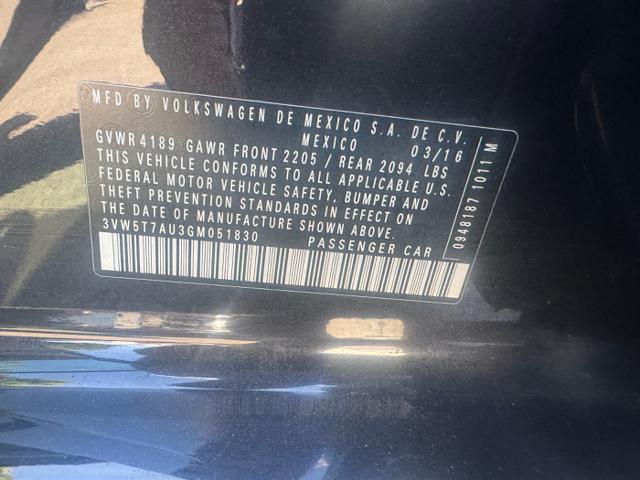 MFD BY VOLKSWAGEN DE MEXICO S.A. DE C.V.
MEXICO 03/16
GVWR 4189 GAWR FRONT 2205 / REAR 2094 LBS
THIS VEHICLE CONFORMS TO ALL APPLICABLE U.S.
FEDERAL MOTOR VEHICLE SAFETY, BUMPER AND
THEFT PREVENTION STANDARDS IN EFFECT ON
THE DATE OF MANUFACTURE SHOWN ABOVE.
3VW5T7AU3GM051830 PASSENGER CAR
0948187 1011 M